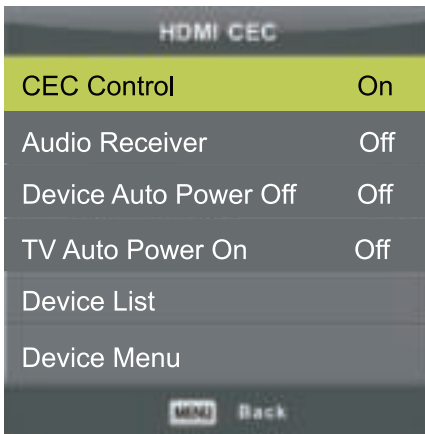 HDMI CEC
CEC Control On
Audio Receiver Off
Device Auto Power Off Off
TV Auto Power On Off
Device List
Device Menu
MENU Back